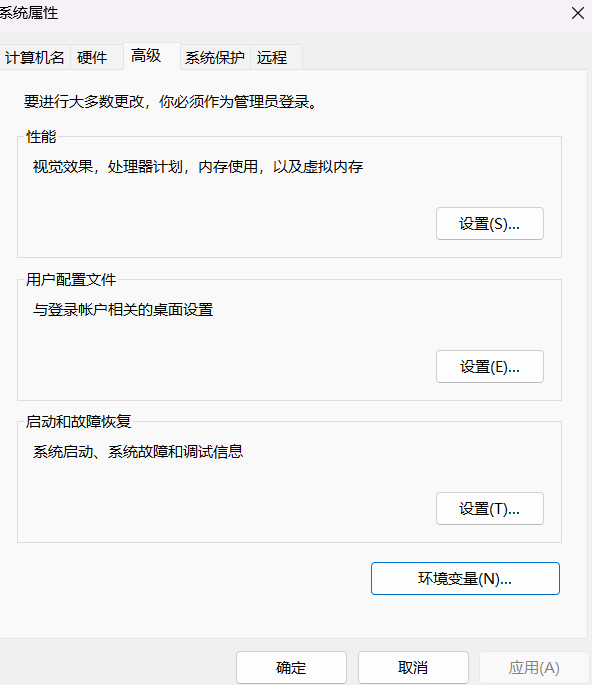 系统属性
计算机名 硬件 高级 系统保护 远程
要进行大多数更改，你必须作为管理员登录。
性能
视觉效果，处理器计划，内存使用，以及虚拟内存
设置(S)...
用户配置文件
与登录帐户相关的桌面设置
设置(E)...
启动和故障恢复
系统启动、系统故障和调试信息
设置(T)...
环境变量(N)...
确定 取消 应用(A)